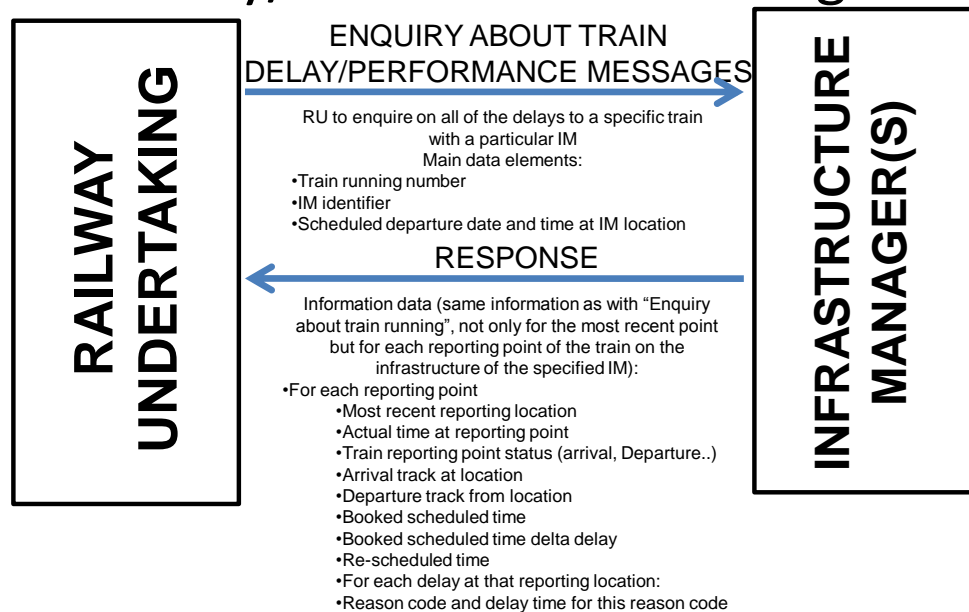 RAILWAY
UNDERTAKING
ENQUIRY ABOUT TRAIN
DELAY/PERFORMANCE MESSAGES
RU to enquire on all of the delays to a specific train
with a particular IM
Main data elements:
•Train running number
•IM identifier
•Scheduled departure date and time at IM location
RESPONSE
Information data (same information as with “Enquiry
about train running”, not only for the most recent point
but for each reporting point of the train on the
infrastructure of the specified IM):
•For each reporting point
•Most recent reporting location
•Actual time at reporting point
•Train reporting point status (arrival, Departure..)
•Arrival track at location
•Departure track from location
•Booked scheduled time
•Booked scheduled time delta delay
•Re-scheduled time
•For each delay at that reporting location:
•Reason code and delay time for this reason code
INFRASTRUCTURE
MANAGER(S)